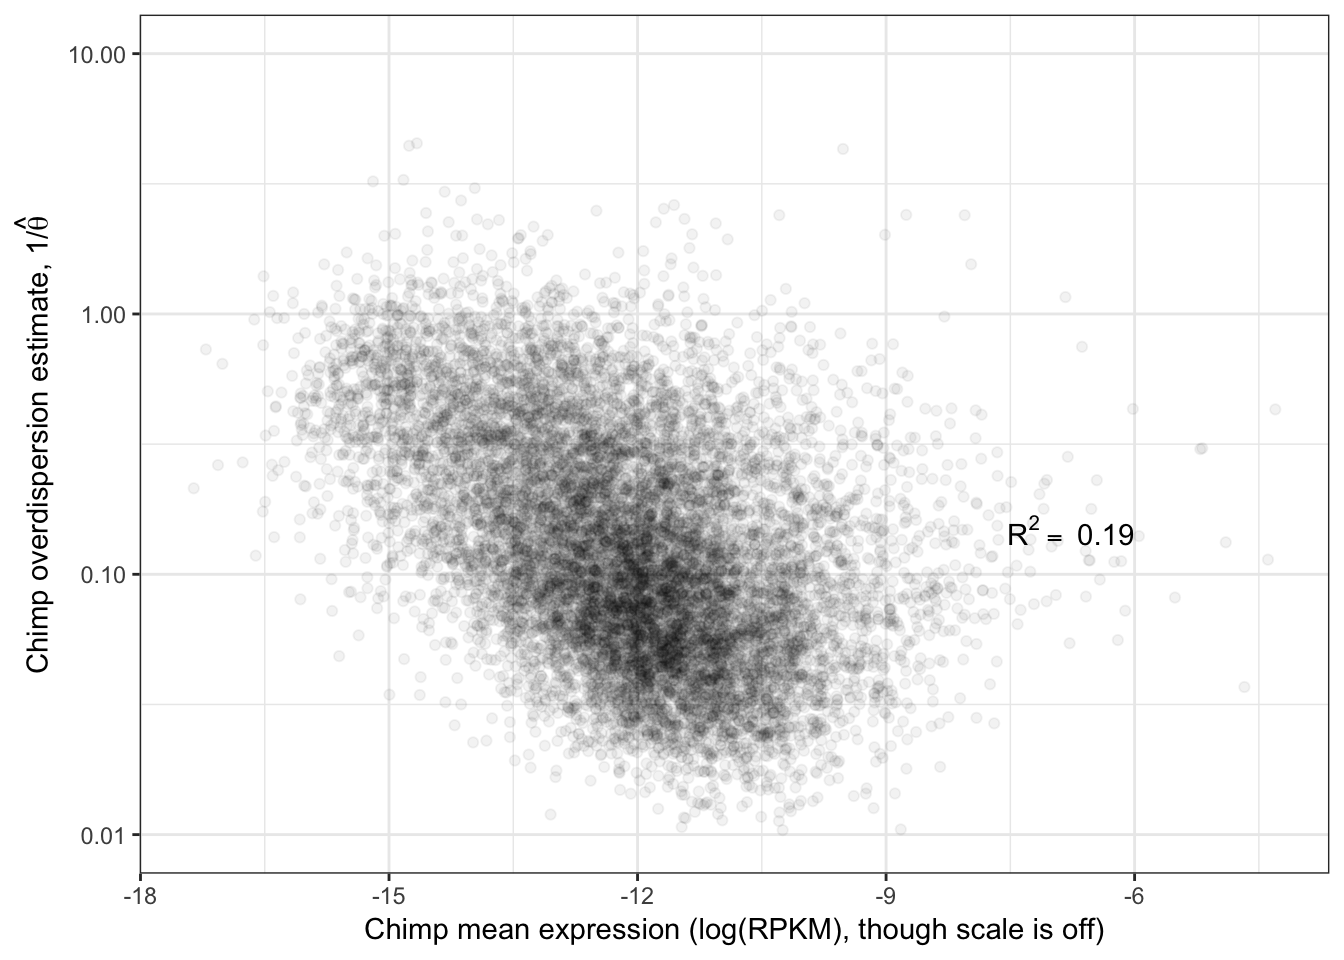 10.00
1.00
0.10
0.01
Chimp overdispersion estimate, 1/θ̂
R² = 0.19
-18 -15 -12 -9 -6
Chimp mean expression (log(RPKM), though scale is off)